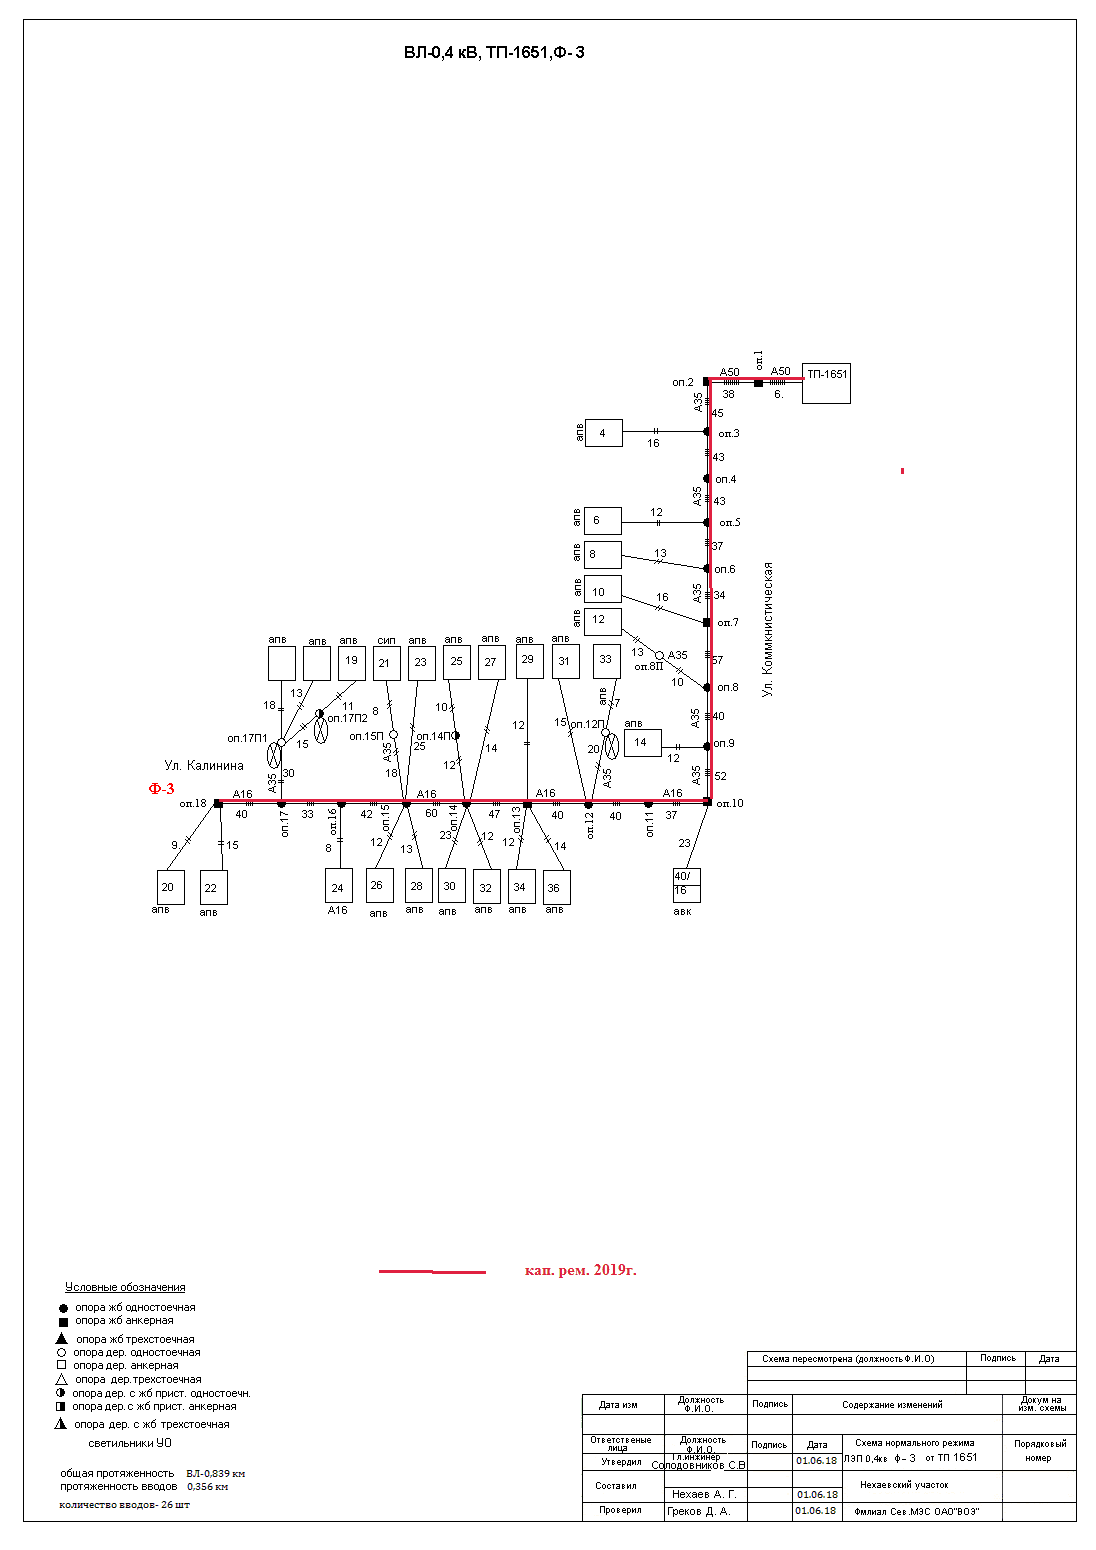 ВЛ-0,4 кВ, ТП-1651,Ф- 3
оп.1
А50
А50
ТП-1651
оп.2
38
6.
А35
45
апв
4
16
оп.3
43
оп.4
А35
43
апв
6
12
оп.5
37
апв
8
13
оп.6
апв
10
16
А35
34
апв
12
оп.7
13
А35
оп.8П
10
57
оп.8
Ул. Коммкнистическая
А35
40
апв
14
12
оп.9
А35
52
апв
апв
апв
19
сип
21
апв
23
апв
25
апв
27
апв
29
апв
31
33
апв
7
18
13
11
оп.17П2
15
оп.17П1
8
оп.15П
А35
18
25
10
оп.14П
12
14
12
15
оп.12П
20
А35
Ул. Калинина
А35
30
Ф-3
оп.18
А16
А16
А16
А16
оп.10
40
оп.17
33
оп.16
42
оп.15
60
оп.14
47
оп.13
40
оп.12
40
оп.11
37
9.
15
8
12
13
23
12
12
14
23
20
22
24
26
28
30
32
34
36
40/
16
апв
апв
А16
апв
апв
апв
апв
апв
апв
авк
кап. рем. 2019г.
Условные обозначения
опора жб одностоечная
опора жб анкерная
опора жб трехстоечная
опора дер. одностоечная
опора дер. анкерная
опора дер.трехстоечная
опора дер. с жб прист. одностоечн.
опора дер. с жб прист. анкерная
опора дер. с жб трехстоечная
светильники УО
общая протяженность ВЛ-0,839 км
протяженность вводов 0,356 км
количество вводов- 26 шт
Схема пересмотрена (должность Ф.И.О)
Подпись
Дата
Дата изм
Должность
Ф.И.О.
Подпись
Содержание изменений
Докум на
изм. схемы
Ответственые
лица
Должность
Ф.И.О.
Подпись
Дата
Схема нормального режима
Порядковый
номер
Утвердил
Гл.инжинер
Солодовников С.В
01.06.18
ЛЭП 0,4кв Ф - 3 от ТП 1651
Составил
Нехаев А. Г.
01.06.18
Нехаевский участок
Проверил
Греков Д. А.
01.06.18
Фмлиал Сев.МЭС ОАО"ВОЭ"